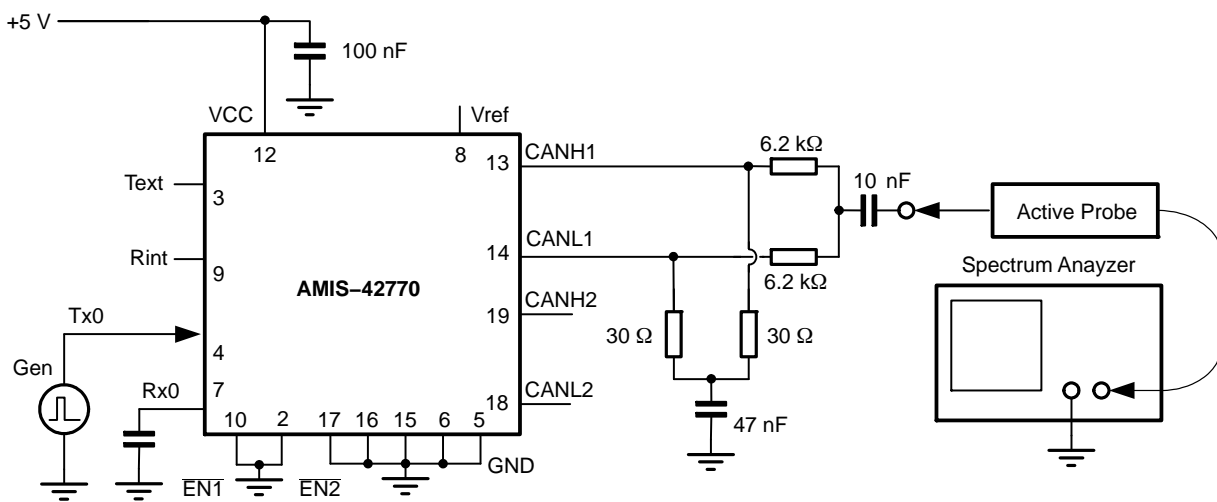 +5 V
100 nF
VCC
Vref
12
8
13
CANH1
6.2 kΩ
10 nF
Text
3
Active Probe
14
CANL1
6.2 kΩ
Spectrum Anayzer
Rint
9
AMIS–42770
CANH2
19
Tx0
4
30 Ω
30 Ω
Gen
7
Rx0
CANL2
18
47 nF
10
2
17
16
15
6
5
GND
EN1
EN2